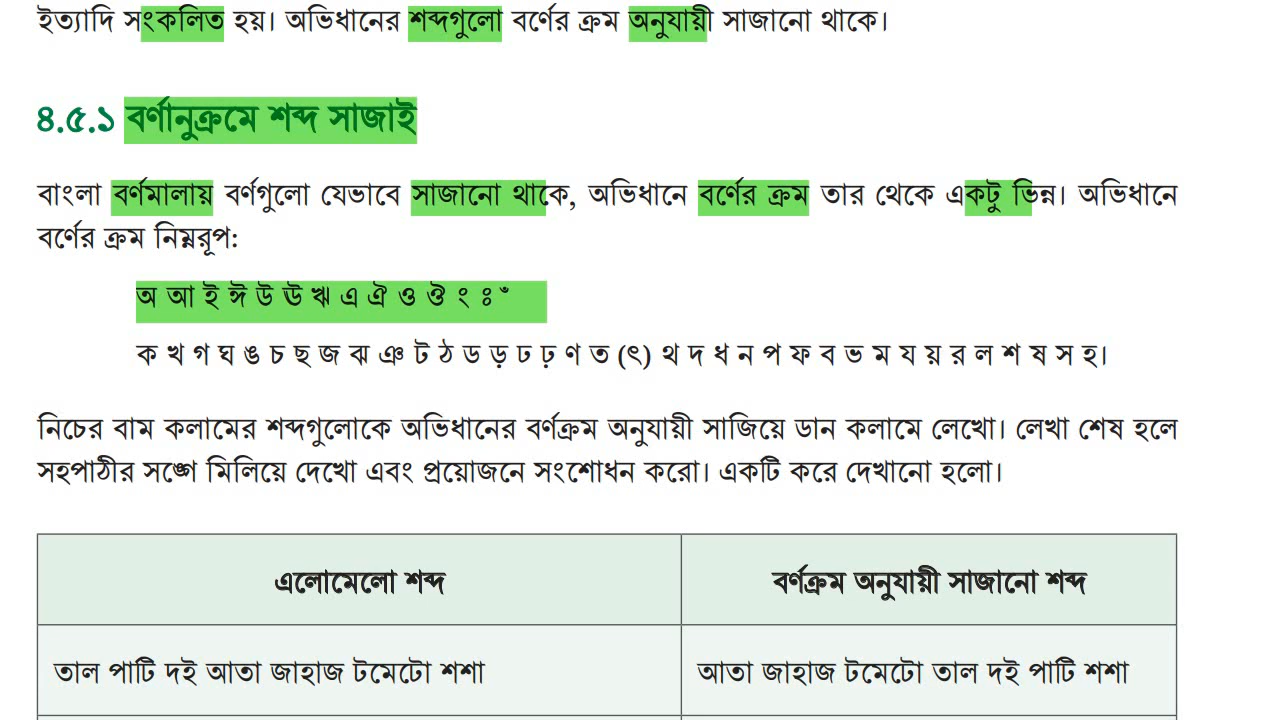 ইত্যাদি সংকলিত হয়। অভিধানের শব্দগুলো বর্ণের ক্রম অনুযায়ী সাজানো থাকে।
৪.৫.১ বর্ণানুক্রমে শব্দ সাজাই
বাংলা বর্ণমালায় বর্ণগুলো যেভাবে সাজানো থাকে, অভিধানে বর্ণের ক্রম তার থেকে একটু ভিন্ন। অভিধানে
বর্ণের ক্রম নিম্নরূপ:
অ আ ই ঈ উ ঊ ঋ এ ঐ ও ঔ ং ঃ ঁ
ক খ গ ঘ ঙ চ ছ জ ঝ ঞ ট ঠ ড ড় ঢ ঢ় ণ ত (ৎ) থ দ ধ ন প ফ ব ভ ম য য় র ল শ ষ স হ।
নিচের বাম কলামের শব্দগুলোকে অভিধানের বর্ণক্রম অনুযায়ী সাজিয়ে ডান কলামে লেখো। লেখা শেষ হলে
সহপাঠীর সঙ্গে মিলিয়ে দেখো এবং প্রয়োজনে সংশোধন করো। একটি করে দেখানো হলো।
এলোমেলো শব্দ
বর্ণক্রম অনুযায়ী সাজানো শব্দ
তাল পাটি দই আতা জাহাজ টমেটো শশা
আতা জাহাজ টমেটো তাল দই পাটি শশা